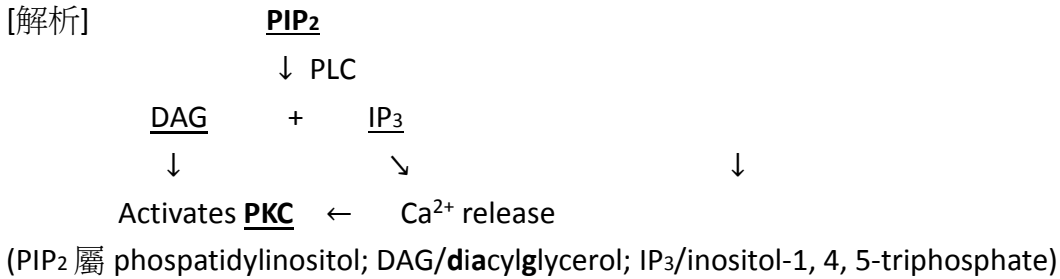 [解析] PIP₂
↓ PLC
DAG + IP₃
↓ ↘ ↓
Activates PKC ← Ca²⁺ release
(PIP₂ 屬 phospatidylinositol; DAG/diacylglycerol; IP₃/inositol-1, 4, 5-triphosphate)